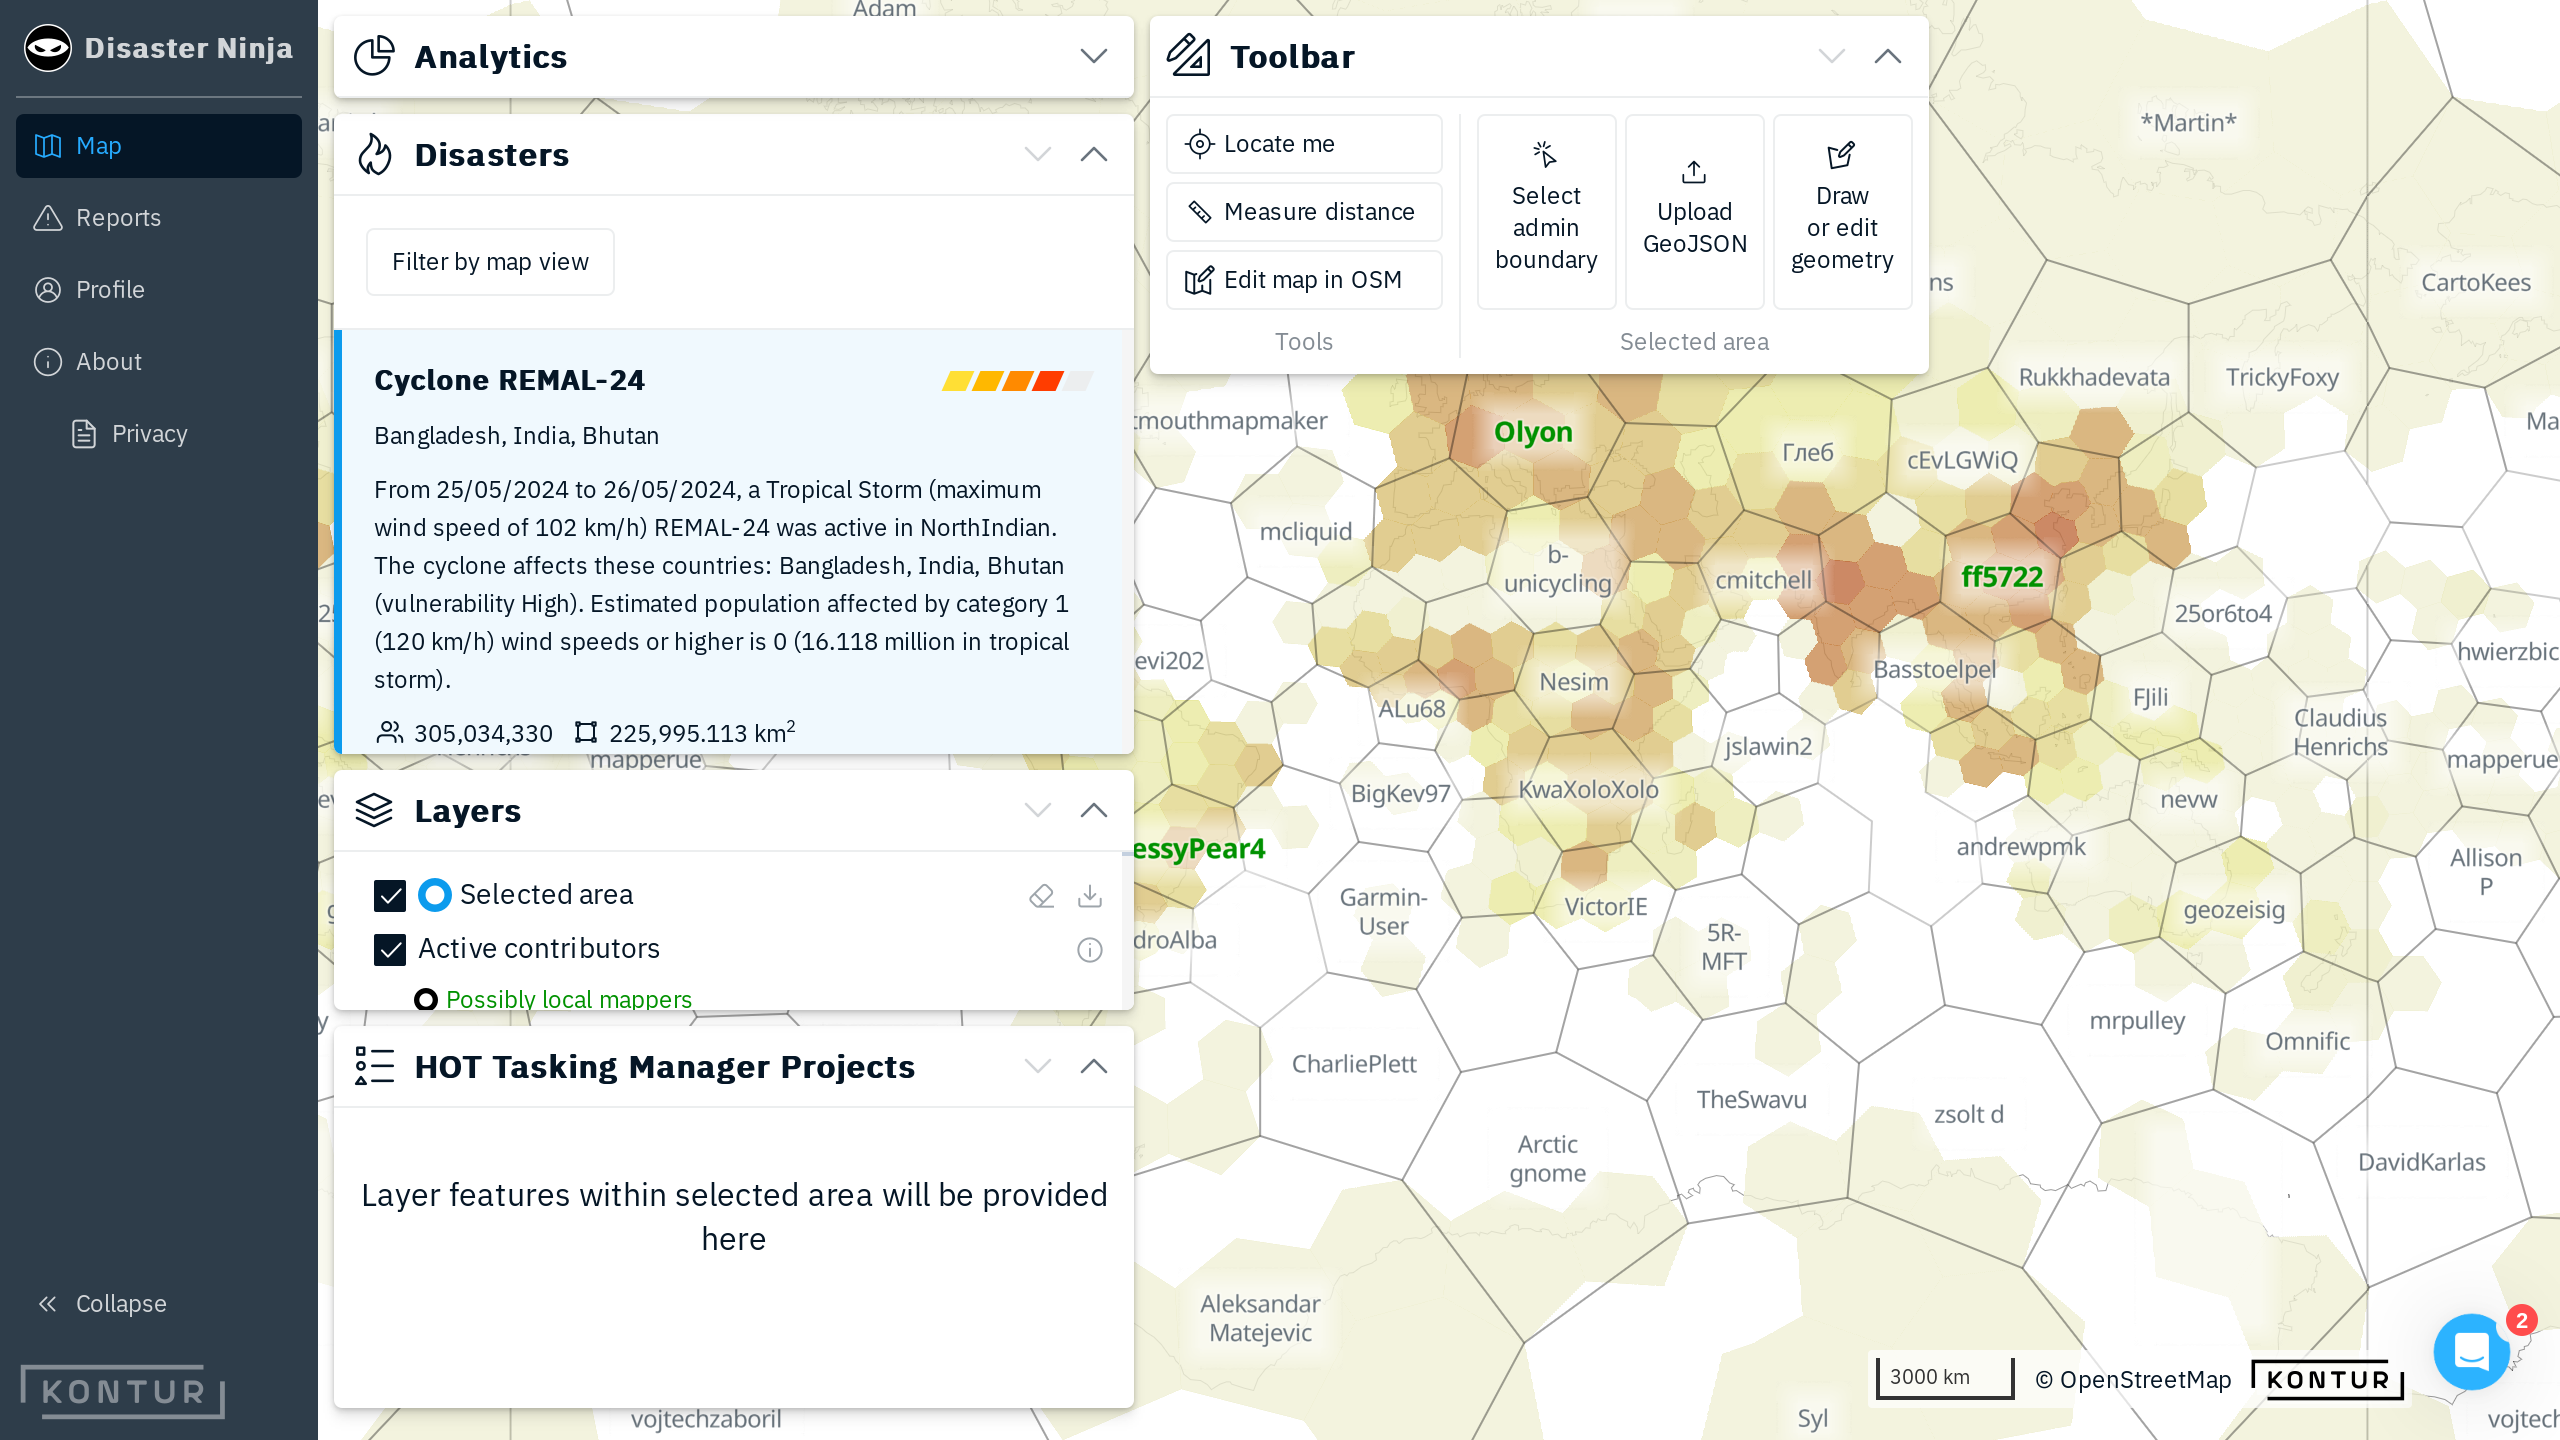 Disaster Ninja
Map
Reports
Profile
About
Privacy
Collapse
KONTUR
Analytics
Disasters
Filter by map view
Cyclone REMAL-24
Bangladesh, India, Bhutan
From 25/05/2024 to 26/05/2024, a Tropical Storm (maximum
wind speed of 102 km/h) REMAL-24 was active in NorthIndian.
The cyclone affects these countries: Bangladesh, India, Bhutan
(vulnerability High). Estimated population affected by category 1
(120 km/h) wind speeds or higher is 0 (16.118 million in tropical
storm).
305,034,330 225,995.113 km²
Layers
Selected area
Active contributors
Possibly local mappers
HOT Tasking Manager Projects
Layer features within selected area will be provided
here
Toolbar
Locate me
Measure distance
Edit map in OSM
Tools
Select
admin
boundary
Upload
GeoJSON
Draw
or edit
geometry
Selected area
Adam
*Martin*
ns
CartoKees
Rukkhadevata
TrickyFoxy
Ma
tmouthmapmaker
Olyon
Глеб
cEvLGWiQ
mcliquid
b-
unicycling
cmitchell
ff5722
25or6to4
evi202
Nesim
Basstoelpel
FJjili
hwierzbic
ALu68
jslawin2
Claudius
Henrichs
mapperue
mapperue
BigKev97
KwaXoloXolo
nevw
essyPear4
andrewpmk
Allison
P
Garmin-
User
VictorIE
geozeisig
droAlba
5R-
MFT
mrpulley
Omnific
CharliePlett
TheSwavu
zsolt d
Arctic
gnome
DavidKarlas
Aleksandar
Matejevic
vojtechzaboril
Syl
vojtech
3000 km
© OpenStreetMap
KONTUR
2